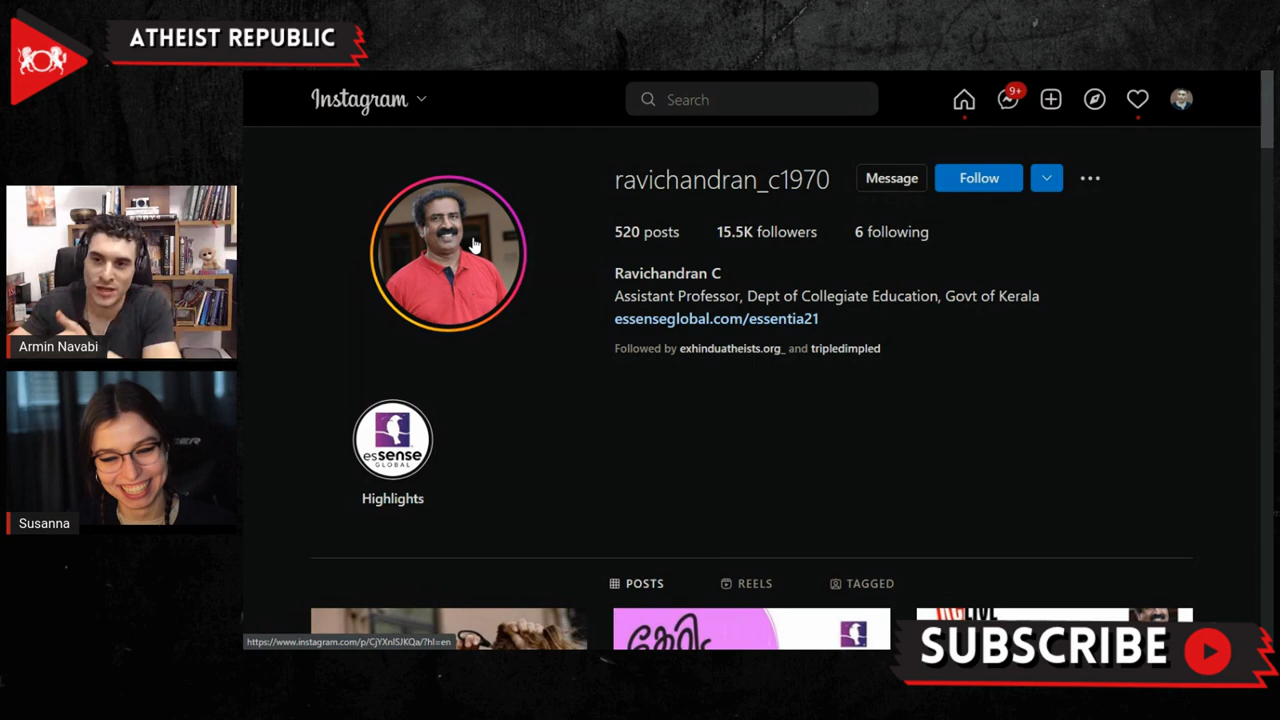 ATHEIST REPUBLIC
Instagram
Search
9+
ravichandran_c1970
Message
Follow
520 posts
15.5K followers
6 following
Ravichandran C
Assistant Professor, Dept of Collegiate Education, Govt of Kerala
essenseglobal.com/essentia21
Followed by exhinduatheists.org_ and tripledimpled
Armin Navabi
Susanna
esSENSE
GLOBAL
Highlights
POSTS
REELS
TAGGED
https://www.instagram.com/p/CjYXnlSJKQa/?hl=en
SUBSCRIBE